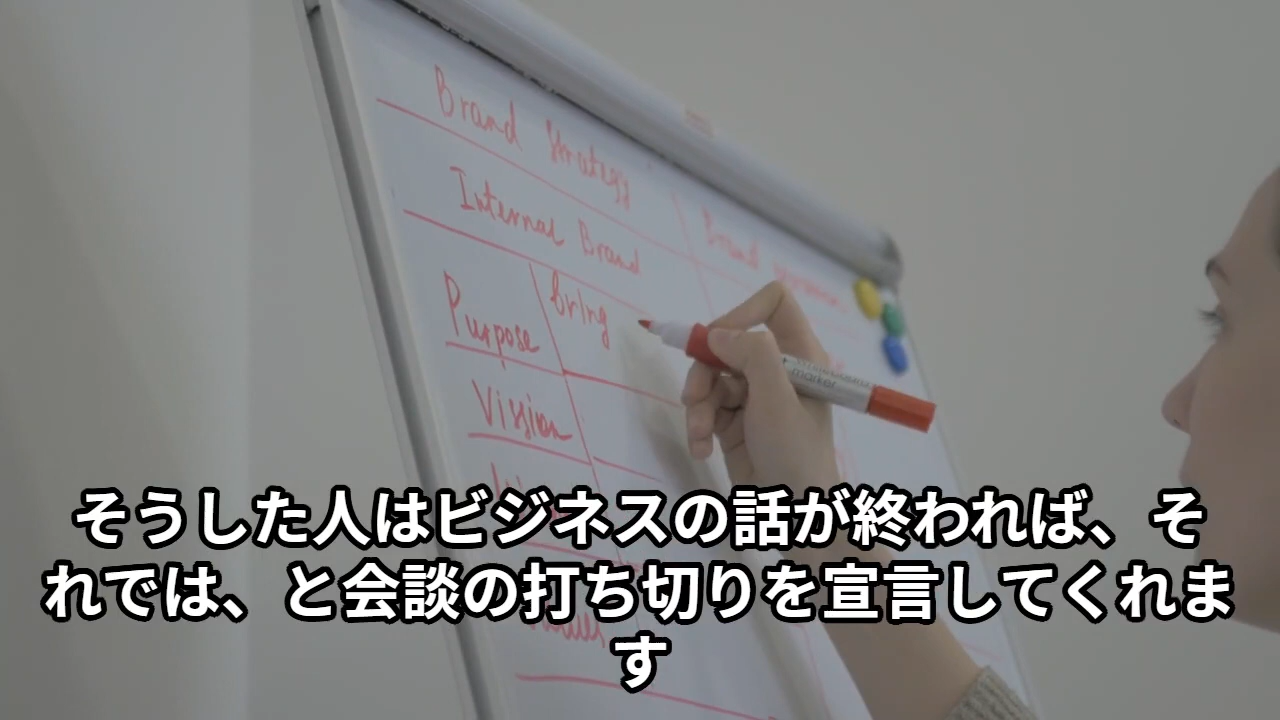 Brand Strategy
Internal Brand
Brand
Purpose
Bring
Vision
marker
そうした人はビジネスの話が終われば、そ
れでは、と会談の打ち切りを宣言してくれま
す